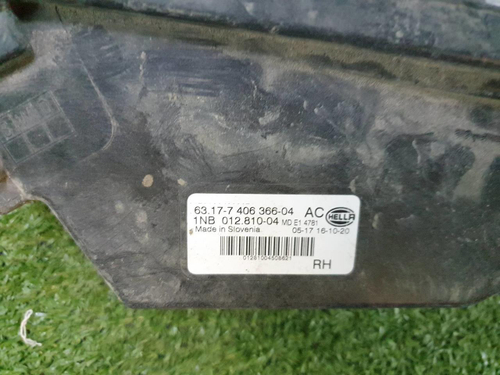 63.17-7 406 366-04 AC HELLA
1NB 012.810-04 MD E1 4781
Made in Slovenia 05-17 16-10-20
01281004506621
RH